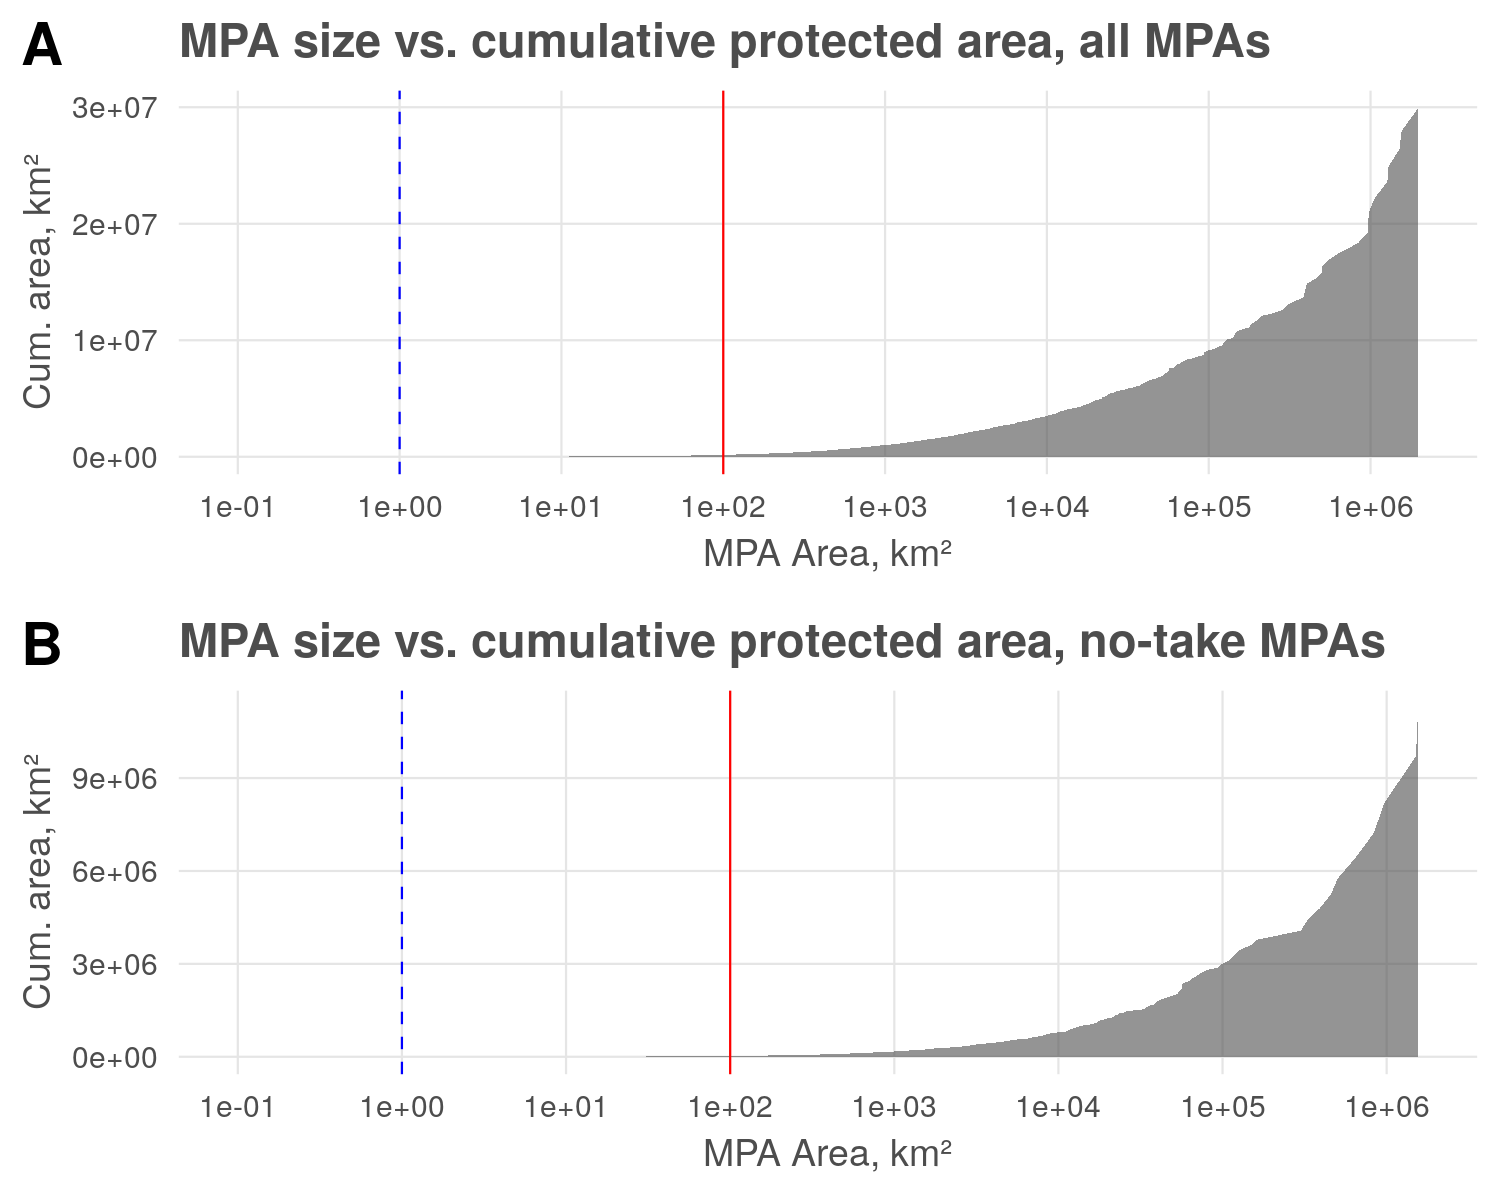 A
MPA size vs. cumulative protected area, all MPAs
Cum. area, km²
3e+07
2e+07
1e+07
0e+00
1e-01 1e+00 1e+01 1e+02 1e+03 1e+04 1e+05 1e+06
MPA Area, km²
B
MPA size vs. cumulative protected area, no-take MPAs
Cum. area, km²
9e+06
6e+06
3e+06
0e+00
1e-01 1e+00 1e+01 1e+02 1e+03 1e+04 1e+05 1e+06
MPA Area, km²